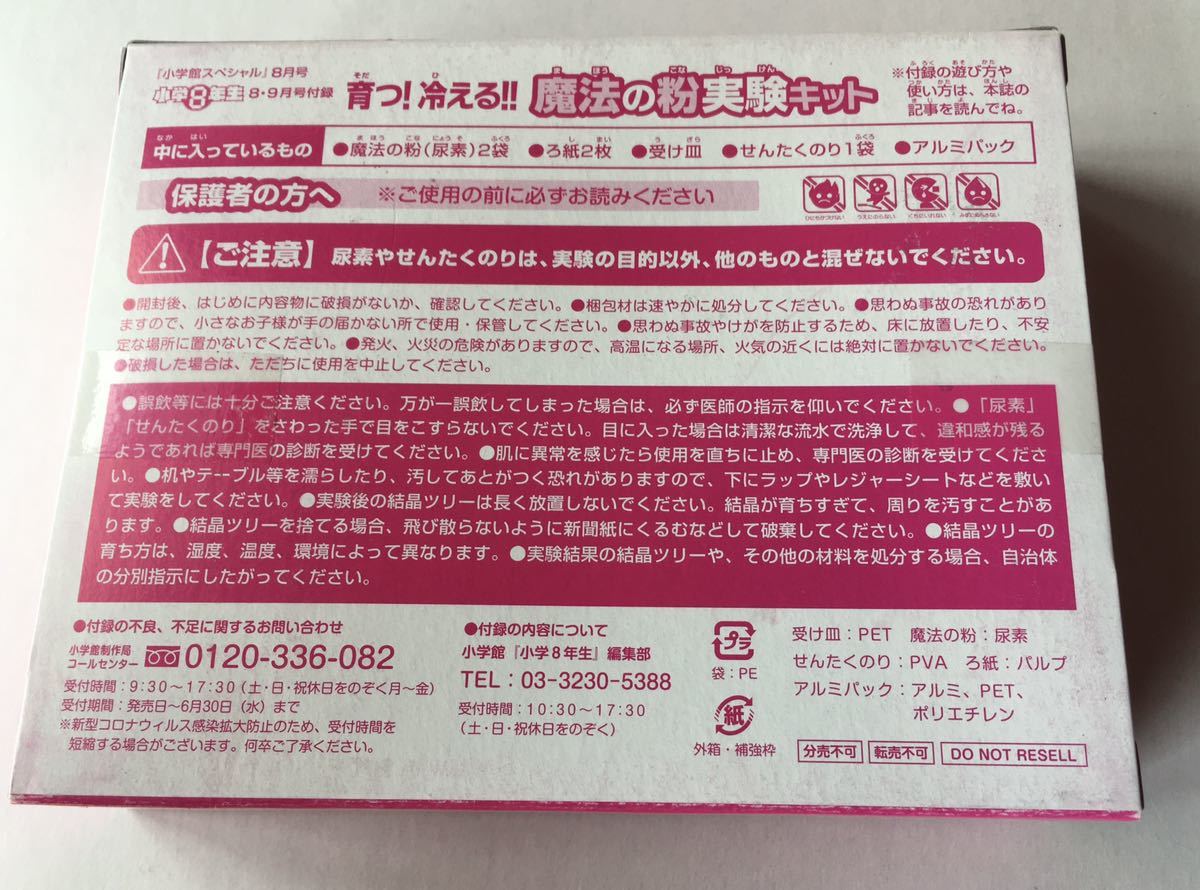 『小学館スペシャル』8月号
小学8年生 8・9月号付録
育つ!冷える!! 魔法の粉実験キット
※付録の遊び方や
使い方は、本誌の
記事を読んでね。
中に入っているもの ●魔法の粉(尿素)2袋 ●ろ紙2枚 ●受け皿 ●せんたくのり1袋 ●アルミパック
保護者の方へ ※ご使用の前に必ずお読みください
ひにちかづけない うえにのらない くちにいれない みずにぬらさない
【ご注意】尿素やせんたくのりは、実験の目的以外、他のものと混ぜないでください。
●開封後、はじめに内容物に破損がないか、確認してください。●梱包材は速やかに処分してください。●思わぬ事故の恐れがあり
ますので、小さなお子様が手の届かない所で使用・保管してください。●思わぬ事故やけがを防止するため、床に放置したり、不安
定な場所に置かないでください。●発火、火災の危険がありますので、高温になる場所、火気の近くには絶対に置かないでください。
●破損した場合は、ただちに使用を中止してください。
●誤飲等には十分ご注意ください。万が一誤飲してしまった場合は、必ず医師の指示を仰いでください。●「尿素」
「せんたくのり」をさわった手で目をこすらないでください。目に入った場合は清潔な流水で洗浄して、違和感が残る
ようであれば専門医の診断を受けてください。●肌に異常を感じたら使用を直ちに止め、専門医の診断を受けてくださ
い。●机やテーブル等を濡らしたり、汚してあとがつく恐れがありますので、下にラップやレジャーシートなどを敷い
て実験をしてください。●実験後の結晶ツリーは長く放置しないでください。結晶が育ちすぎて、周りを汚すことがあ
ります。●結晶ツリーを捨てる場合、飛び散らないように新聞紙にくるむなどして破棄してください。●結晶ツリーの
育ち方は、湿度、温度、環境によって異なります。●実験結果の結晶ツリーや、その他の材料を処分する場合、自治体
の分別指示にしたがってください。
●付録の不良、不足に関するお問い合わせ
小学館制作局
コールセンター 0120-336-082
受付時間:9:30〜17:30(土・日・祝休日をのぞく月〜金)
受付期間:発売日〜6月30日(水)まで
※新型コロナウィルス感染拡大防止のため、受付時間を
短縮する場合がございます。何卒ご了承ください。
●付録の内容について
小学館『小学8年生』編集部
TEL:03-3230-5388
受付時間:10:30〜17:30
(土・日・祝休日をのぞく)
プラ
袋:PE
紙
外箱・補強枠
受け皿:PET 魔法の粉:尿素
せんたくのり:PVA ろ紙:パルプ
アルミパック:アルミ、PET、
ポリエチレン
分売不可 転売不可 DO NOT RESELL